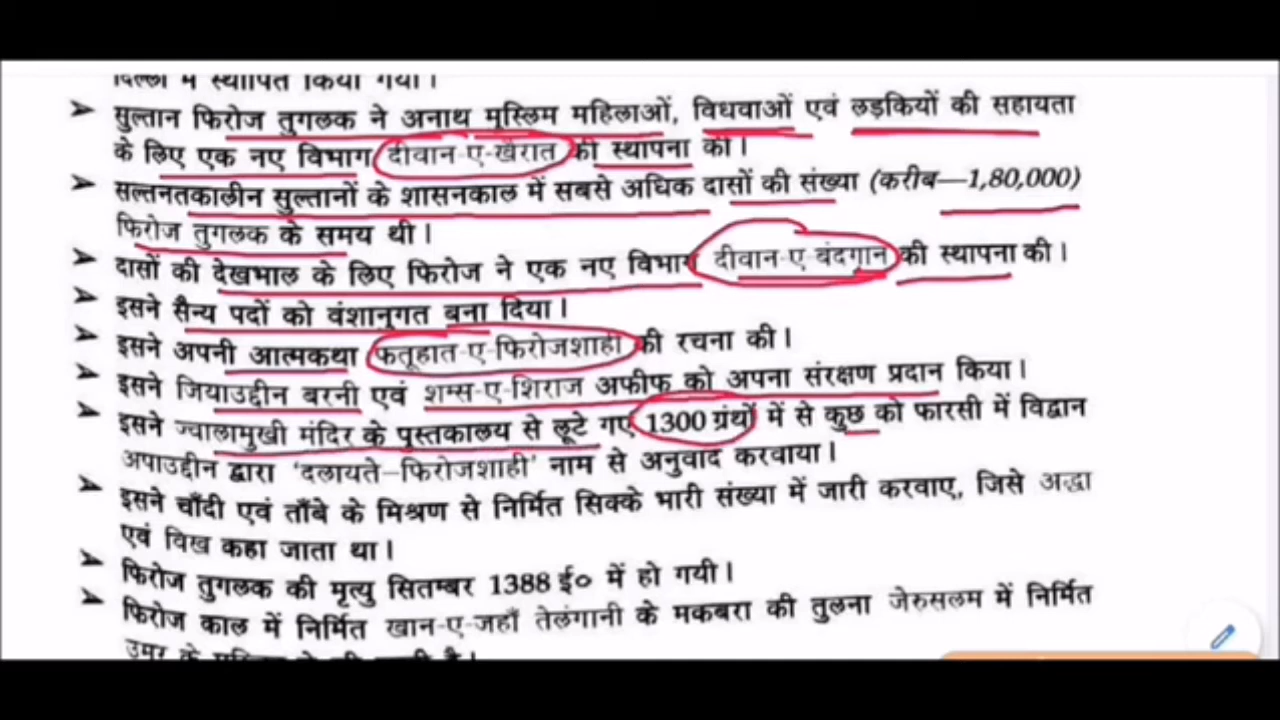 दिल्ली में स्थापित किया गया।
➤ सुल्तान फिरोज तुगलक ने अनाथ मुस्लिम महिलाओं, विधवाओं एवं लड़कियों की सहायता
के लिए एक नए विभाग दीवान-ए-खैरात की स्थापना की।
➤ सल्तनतकालीन सुल्तानों के शासनकाल में सबसे अधिक दासों की संख्या (करीब—1,80,000)
फिरोज तुगलक के समय थी।
➤ दासों की देखभाल के लिए फिरोज ने एक नए विभाग दीवान-ए-बंदगान की स्थापना की।
➤ इसने सैन्य पदों को वंशानुगत बना दिया।
➤ इसने अपनी आत्मकथा फतूहात-ए-फिरोजशाही की रचना की।
➤ इसने जियाउद्दीन बरनी एवं शम्स-ए-शिराज अफीफ को अपना संरक्षण प्रदान किया।
➤ इसने ज्वालामुखी मंदिर के पुस्तकालय से लूटे गए 1300 ग्रंथों में से कुछ को फारसी में विद्वान
अपाउद्दीन द्वारा 'दलायते-फिरोजशाही' नाम से अनुवाद करवाया।
➤ इसने चाँदी एवं ताँबे के मिश्रण से निर्मित सिक्के भारी संख्या में जारी करवाए, जिसे अद्धा
एवं विख कहा जाता था।
➤ फिरोज तुगलक की मृत्यु सितम्बर 1388 ई० में हो गयी।
➤ फिरोज काल में निर्मित खान-ए-जहाँ तेलंगानी के मकबरा की तुलना जेरुसलम में निर्मित
उमर के